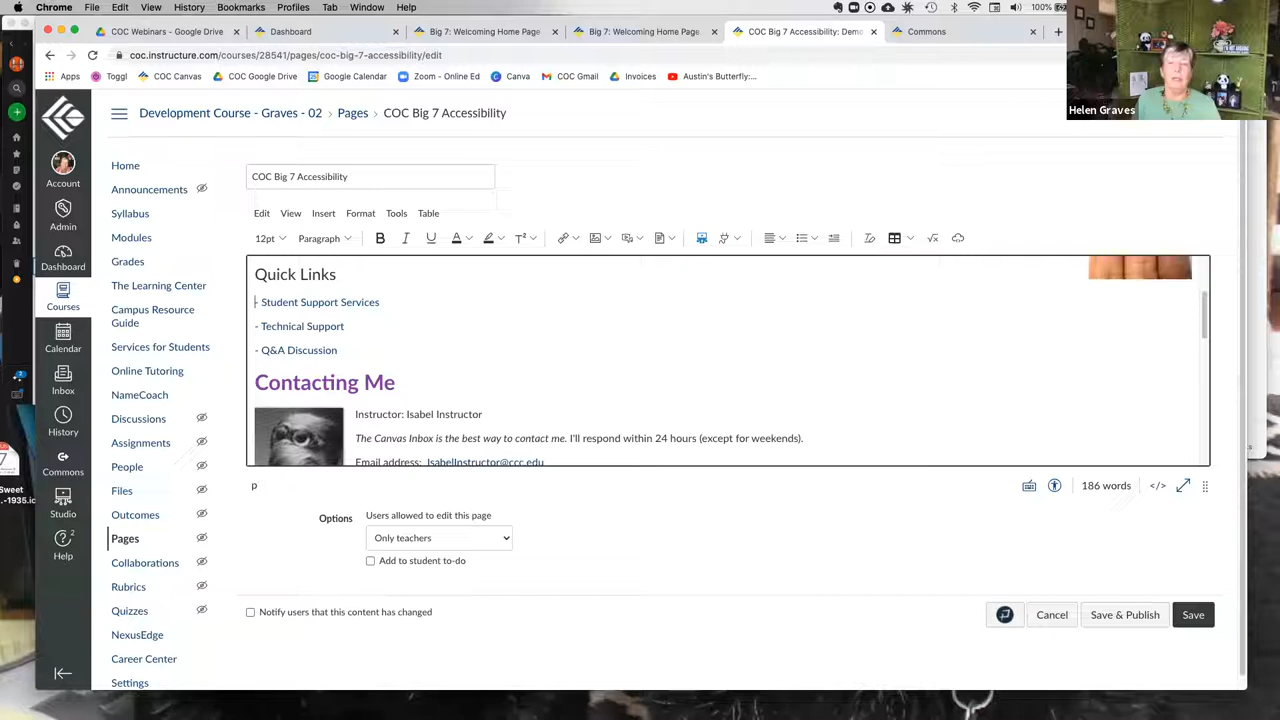 Chrome File Edit View History Bookmarks Profiles Tab Window Help
100%
COC Webinars - Google Drive
Dashboard
Big 7: Welcoming Home Page
Big 7: Welcoming Home Page
COC Big 7 Accessibility: Demo
Commons
coc.instructure.com/courses/28541/pages/coc-big-7-accessibility/edit
Apps Toggl COC Canvas COC Google Drive Google Calendar Zoom - Online Ed Canva COC Gmail Invoices Austin's Butterfly:...
Helen Graves
Development Course - Graves - 02 › Pages › COC Big 7 Accessibility
Account
Admin
Dashboard
Courses
Calendar
Inbox
History
Commons
Studio
2
Help
Home
Announcements
Syllabus
Modules
Grades
The Learning Center
Campus Resource
Guide
Services for Students
Online Tutoring
NameCoach
Discussions
Assignments
People
Files
Outcomes
Pages
Collaborations
Rubrics
Quizzes
NexusEdge
Career Center
Settings
COC Big 7 Accessibility
Edit View Insert Format Tools Table
12pt Paragraph B I U A T²
Quick Links
- Student Support Services
- Technical Support
- Q&A Discussion
Contacting Me
Instructor: Isabel Instructor
The Canvas Inbox is the best way to contact me. I'll respond within 24 hours (except for weekends).
Email address: IsabelInstructor@ccc.edu
p
186 words
</>
Options
Users allowed to edit this page
Only teachers
Add to student to-do
Notify users that this content has changed
Cancel
Save & Publish
Save
Sweet
.-1935.ic